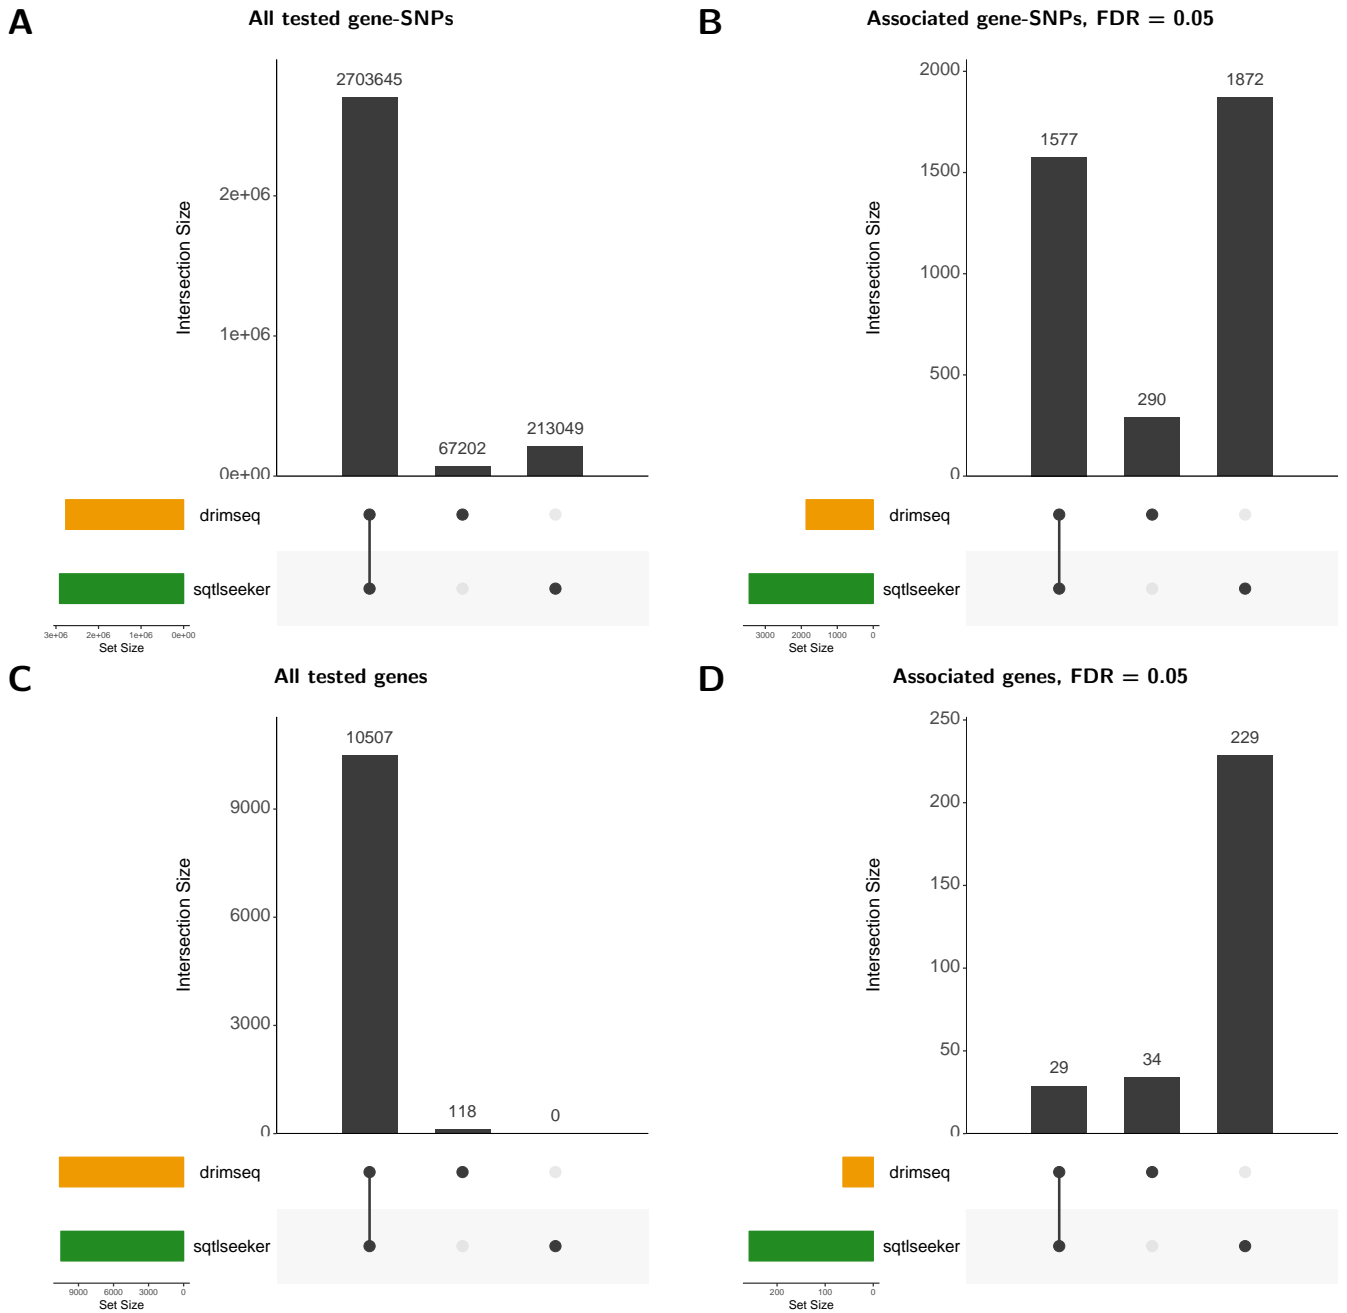 A
All tested gene-SNPs
2703645
67202
213049
2e+06
1e+06
0e+00
Intersection Size
drimseq
sqtlseeker
3e+06 2e+06 1e+06 0e+00
Set Size
B
Associated gene-SNPs, FDR = 0.05
1577
290
1872
2000
1500
1000
500
0
Intersection Size
drimseq
sqtlseeker
3000 2000 1000 0
Set Size
C
All tested genes
10507
118
0
9000
6000
3000
0
Intersection Size
drimseq
sqtlseeker
9000 6000 3000 0
Set Size
D
Associated genes, FDR = 0.05
29
34
229
250
200
150
100
50
0
Intersection Size
drimseq
sqtlseeker
200 100 0
Set Size